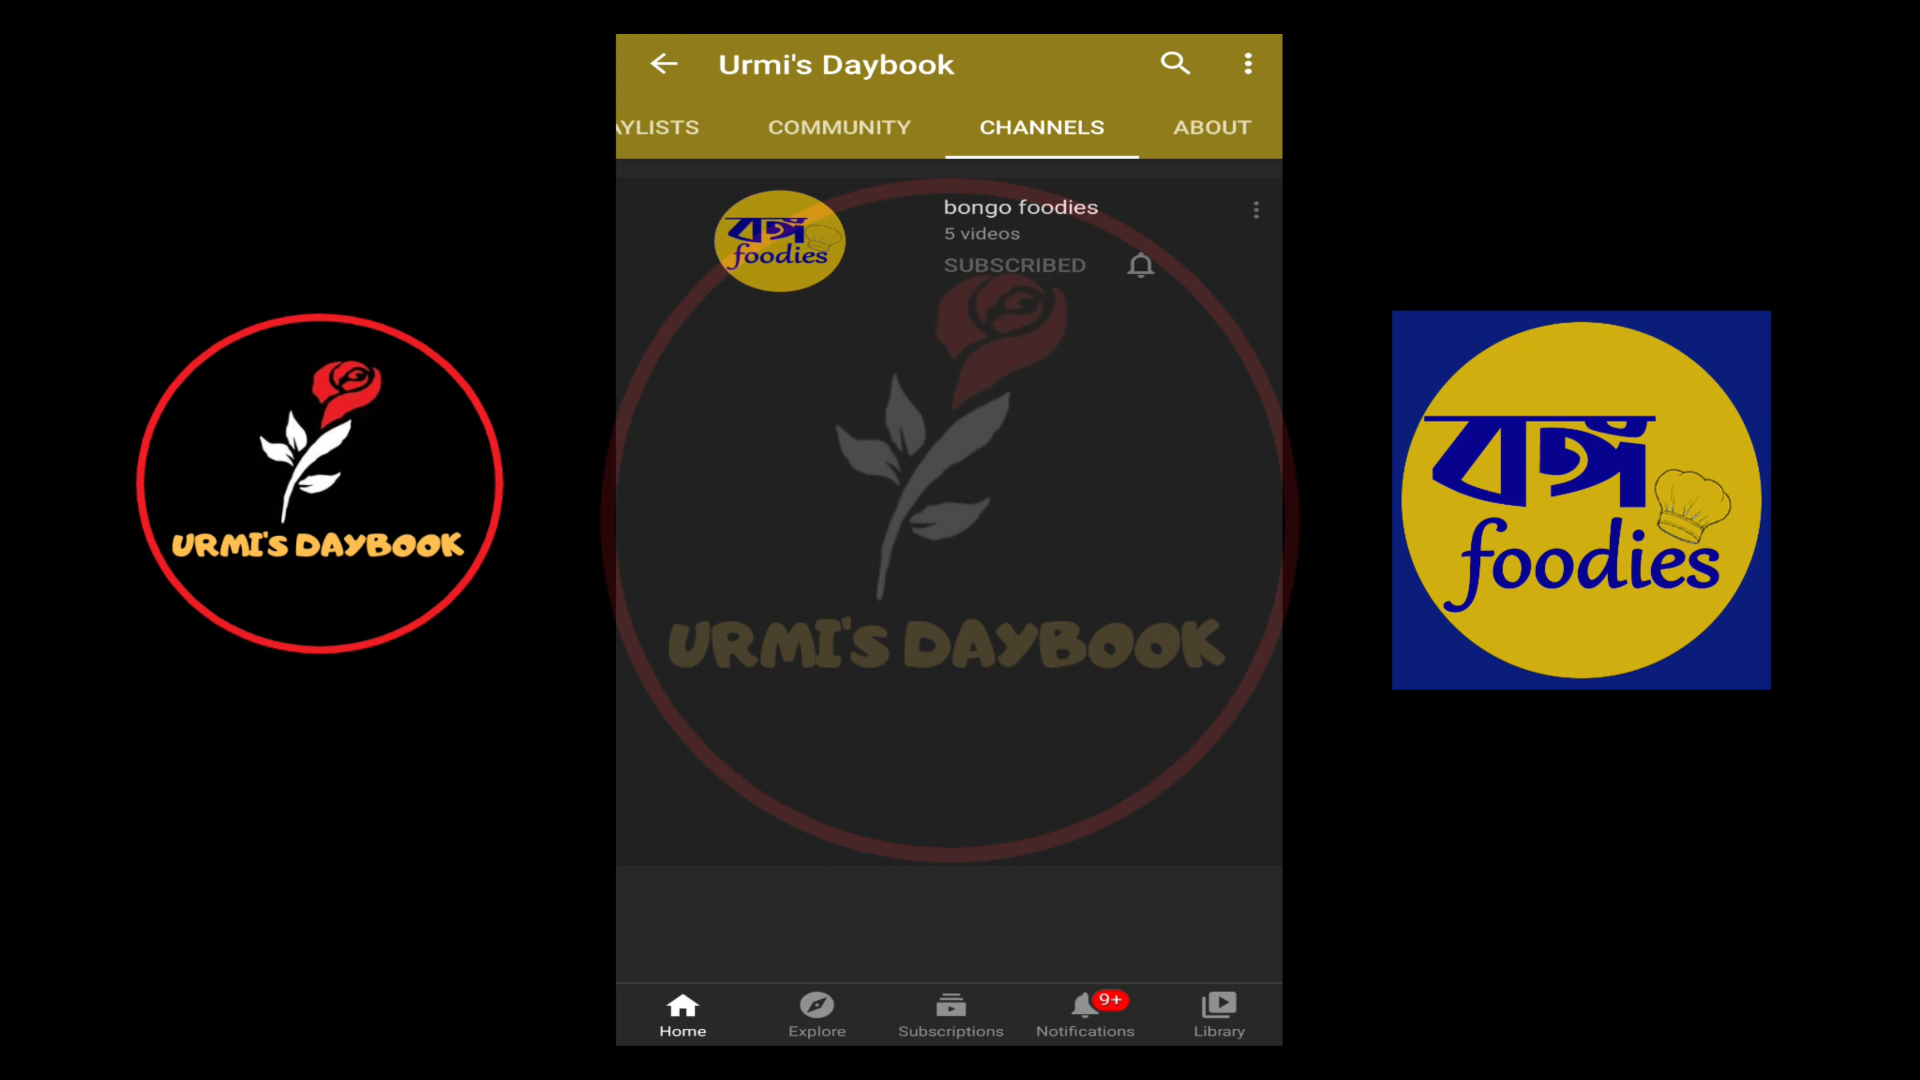 Urmi's Daybook
AYLISTS COMMUNITY CHANNELS ABOUT
bongo foodies
5 videos
SUBSCRIBED
বঙ্গ
foodies
URMI'S DAYBOOK
URMI'S DAYBOOK
বঙ্গ
foodies
9+
Home Explore Subscriptions Notifications Library